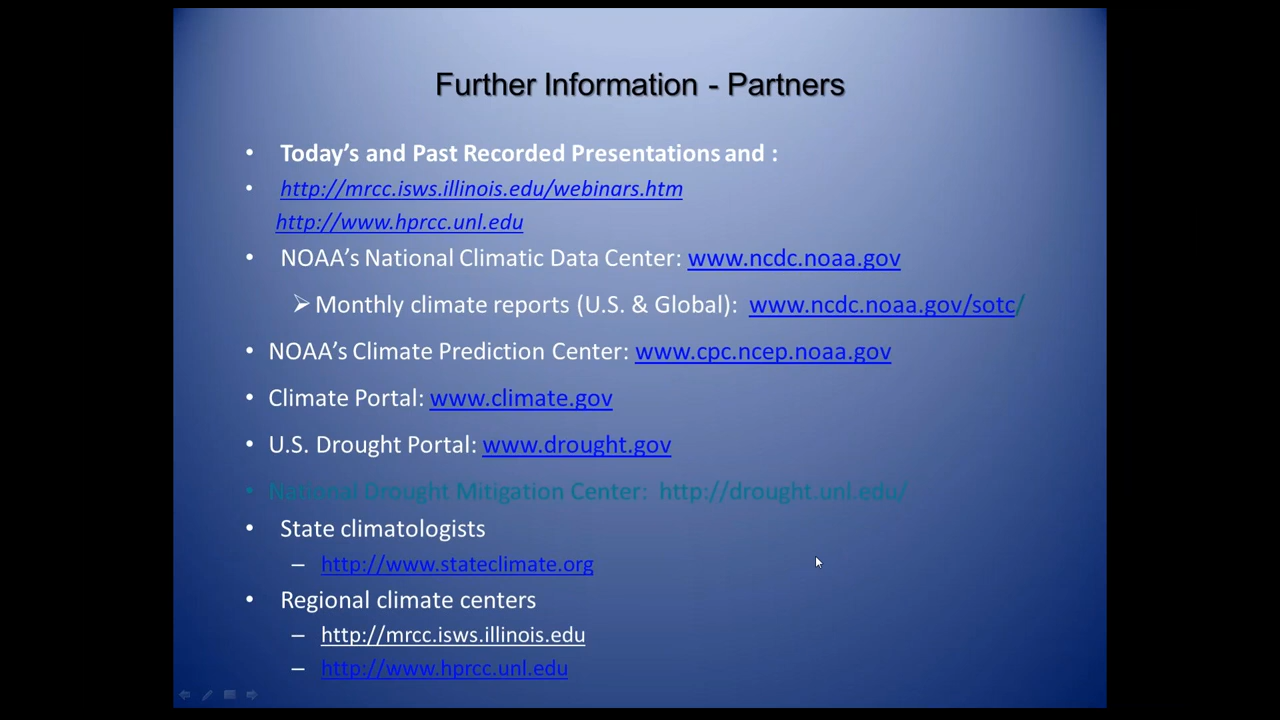 Further Information - Partners
• Today's and Past Recorded Presentations and :
• http://mrcc.isws.illinois.edu/webinars.htm
http://www.hprcc.unl.edu
• NOAA's National Climatic Data Center: www.ncdc.noaa.gov
➢ Monthly climate reports (U.S. & Global): www.ncdc.noaa.gov/sotc/
• NOAA's Climate Prediction Center: www.cpc.ncep.noaa.gov
• Climate Portal: www.climate.gov
• U.S. Drought Portal: www.drought.gov
• National Drought Mitigation Center: http://drought.unl.edu/
• State climatologists
– http://www.stateclimate.org
• Regional climate centers
– http://mrcc.isws.illinois.edu
– http://www.hprcc.unl.edu